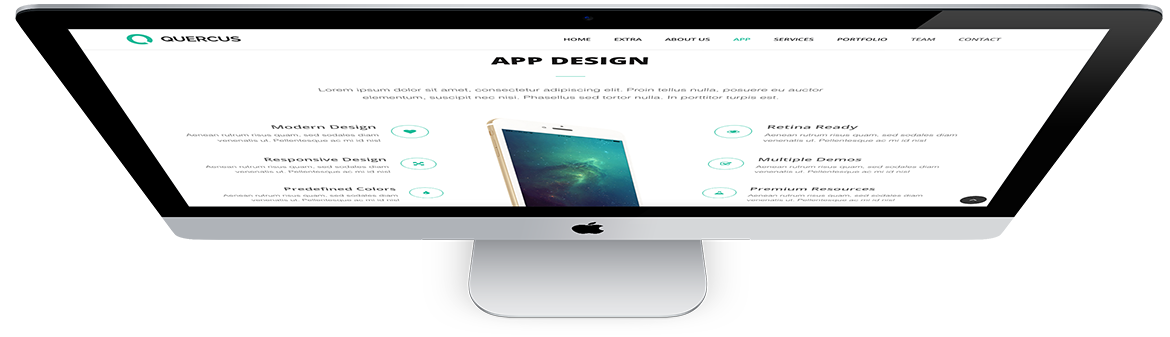 QUERCUS
HOME EXTRA ABOUT US APP SERVICES PORTFOLIO TEAM CONTACT
APP DESIGN
Lorem ipsum dolor sit amet, consectetur adipiscing elit. Proin tellus nulla, posuere eu auctor
elementum, suscipit nec nisi. Phasellus sed tortor nulla. In porttitor turpis est.
Modern Design
Aenean rutrum risus quam, sed sodales diam
venenatis ut. Pellentesque ac mi id nisl
Responsive Design
Aenean rutrum risus quam, sed sodales diam
venenatis ut. Pellentesque ac mi id nisl
Predefined Colors
Aenean rutrum risus quam, sed sodales diam
venenatis ut. Pellentesque ac mi id nisl
Retina Ready
Aenean rutrum risus quam, sed sodales diam
venenatis ut. Pellentesque ac mi id nisl
Multiple Demos
Aenean rutrum risus quam, sed sodales diam
venenatis ut. Pellentesque ac mi id nisl
Premium Resources
Aenean rutrum risus quam, sed sodales diam
venenatis ut. Pellentesque ac mi id nisl